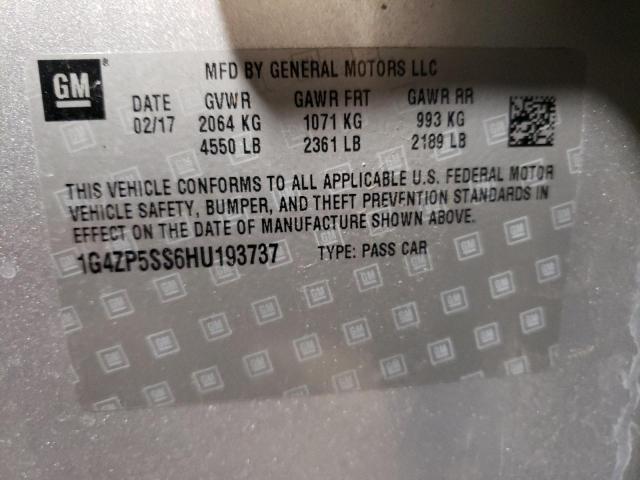 GM ® MFD BY GENERAL MOTORS LLC
DATE GVWR GAWR FRT GAWR RR
02/17 2064 KG 1071 KG 993 KG
4550 LB 2361 LB 2189 LB
THIS VEHICLE CONFORMS TO ALL APPLICABLE U.S. FEDERAL MOTOR
VEHICLE SAFETY, BUMPER, AND THEFT PREVENTION STANDARDS IN
EFFECT ON THE DATE OF MANUFACTURE SHOWN ABOVE.
1G4ZP5SS6HU193737 TYPE: PASS CAR